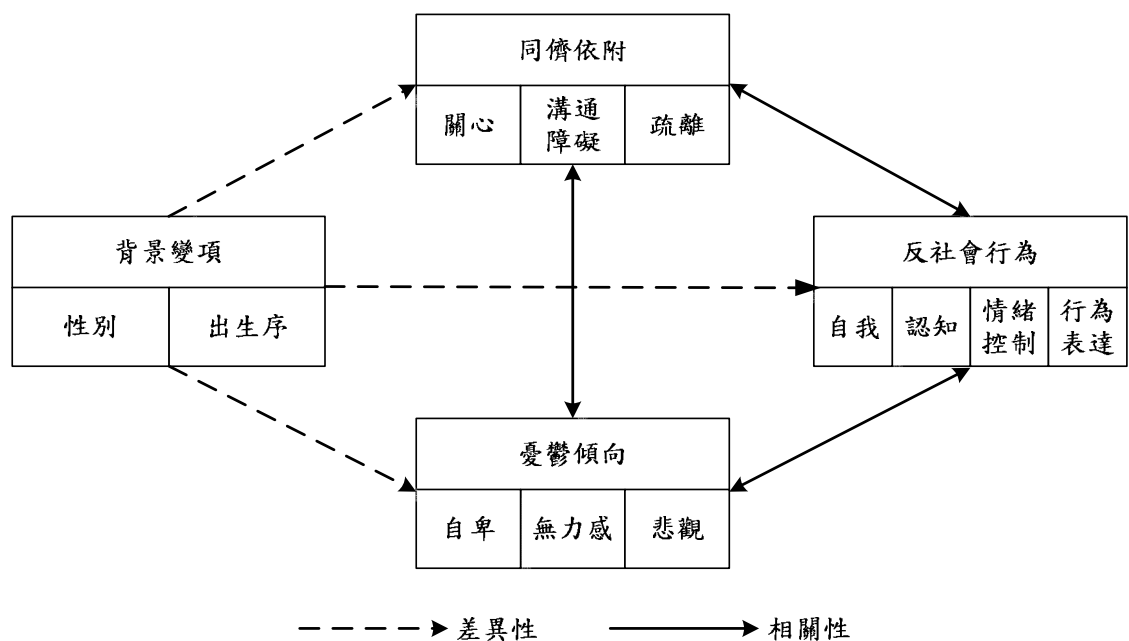 同儕依附
關心
溝通
障礙
疏離
背景變項
性別
出生序
反社會行為
自我
認知
情緒
控制
行為
表達
憂鬱傾向
自卑
無力感
悲觀
差異性
相關性